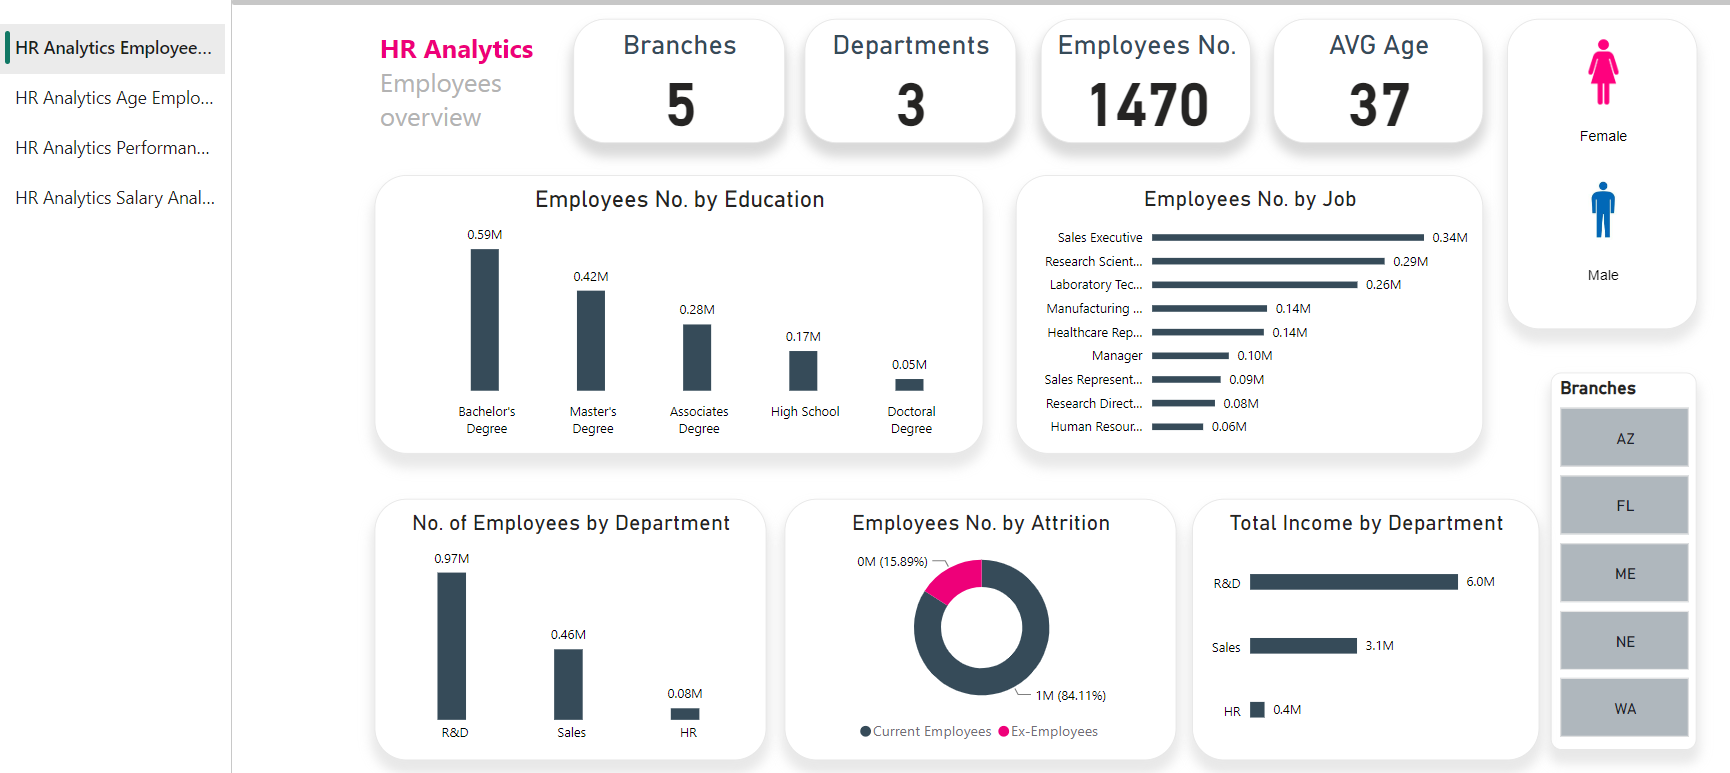 HR Analytics Employee...
HR Analytics Age Emplo...
HR Analytics Performan...
HR Analytics Salary Anal...
HR Analytics
Employees
overview
Branches
5
Departments
3
Employees No.
1470
AVG Age
37
Female
Male
Employees No. by Education
0.59M
0.42M
0.28M
0.17M
0.05M
Bachelor's
Degree
Master's
Degree
Associates
Degree
High School
Doctoral
Degree
Employees No. by Job
Sales Executive 0.34M
Research Scient... 0.29M
Laboratory Tec... 0.26M
Manufacturing ... 0.14M
Healthcare Rep... 0.14M
Manager 0.10M
Sales Represent... 0.09M
Research Direct... 0.08M
Human Resour... 0.06M
Branches
AZ
FL
ME
NE
WA
No. of Employees by Department
0.97M
0.46M
0.08M
R&D
Sales
HR
Employees No. by Attrition
0M (15.89%)
1M (84.11%)
Current Employees Ex-Employees
Total Income by Department
R&D 6.0M
Sales 3.1M
HR 0.4M